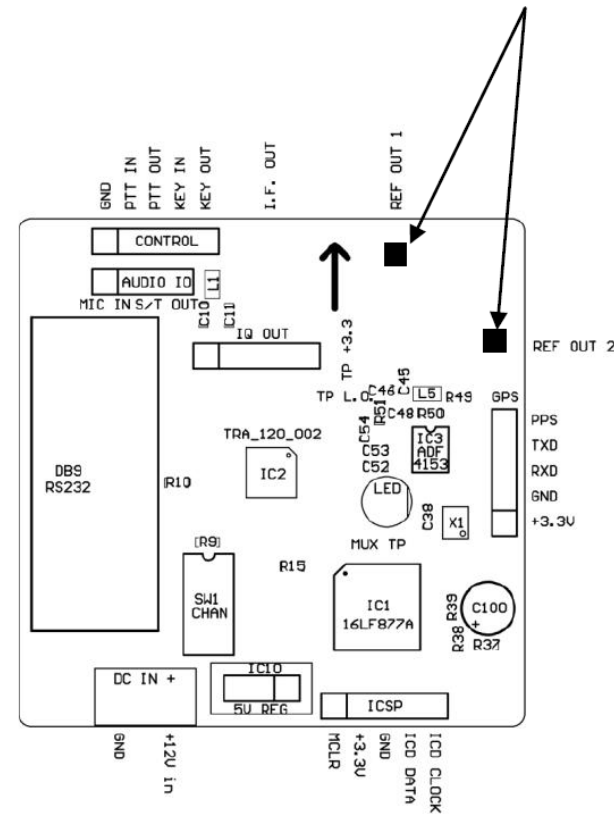 GND
PTT IN
PTT OUT
KEY IN
KEY OUT
I.F. OUT
REF OUT 1
CONTROL
AUDIO IO
L1
MIC IN S/T OUT
C10
C11
IQ OUT
TP +3.3
REF OUT 2
TP L.O.
C46
C45
L5
R49
GPS
R51
C48
R50
PPS
TXD
RXD
GND
+3.3V
C54
IC3
ADF
4153
C53
C52
TRA_120_002
IC2
DB9
RS232
R10
LED
C38
X1
MUX TP
R9
R15
SW1
CHAN
IC1
16LF877A
R39
C100
+
R38
R37
DC IN +
IC10
5V REG
ICSP
GND
+12V in
MCLR
+3.3V
GND
ICD DATA
ICD CLOCK